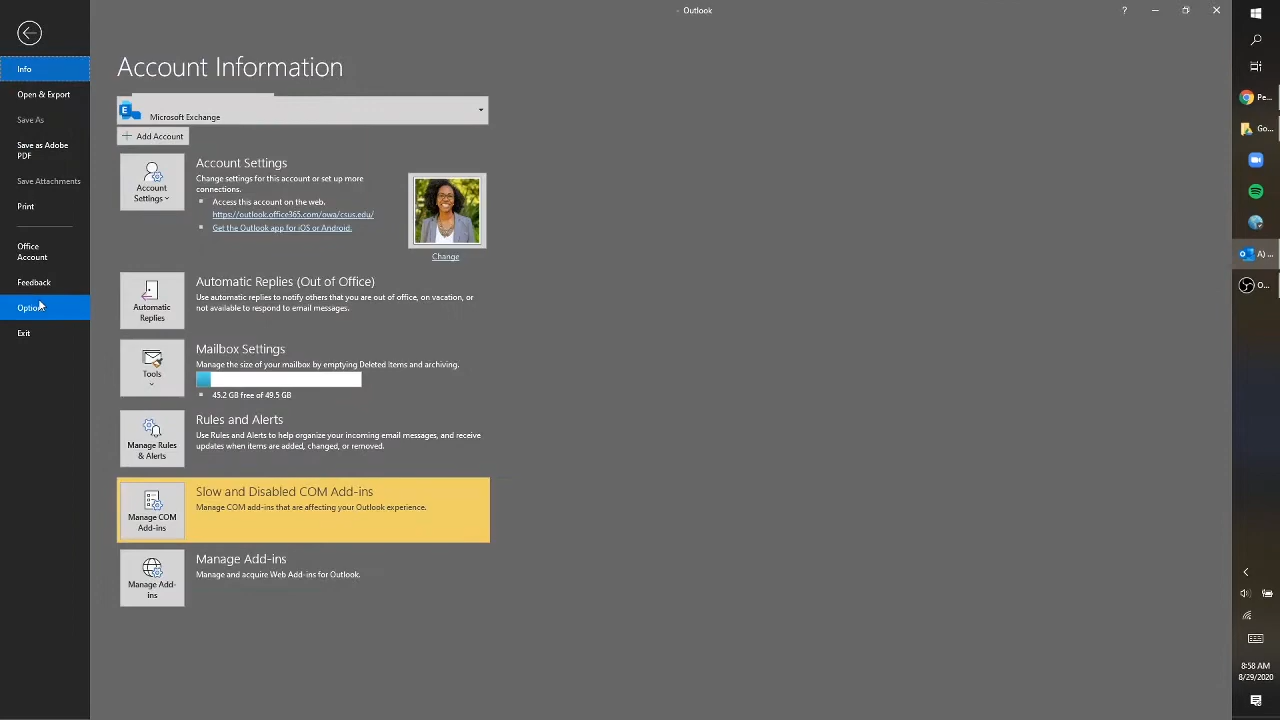 Outlook
?
Info
Open & Export
Save As
Save as Adobe
PDF
Save Attachments
Print
Office
Account
Feedback
Exit
Account Information
Microsoft Exchange
Add Account
Account
Settings
Account Settings
Change settings for this account or set up more
connections.
Access this account on the web.
https://outlook.office365.com/owa/csus.edu/
Get the Outlook app for iOS or Android.
Change
Automatic
Replies
Automatic Replies (Out of Office)
Use automatic replies to notify others that you are out of office, on vacation, or
not available to respond to email messages.
Tools
Mailbox Settings
Manage the size of your mailbox by emptying Deleted Items and archiving.
45.2 GB free of 49.5 GB
Manage Rules
& Alerts
Rules and Alerts
Use Rules and Alerts to help organize your incoming email messages, and receive
updates when items are added, changed, or removed.
Manage COM
Add-ins
Slow and Disabled COM Add-ins
Manage COM add-ins that are affecting your Outlook experience.
Manage Add-
ins
Manage Add-ins
Manage and acquire Web Add-ins for Outlook.
Pe...
Go...
A) ...
O...
8:58 AM
8/29/2020